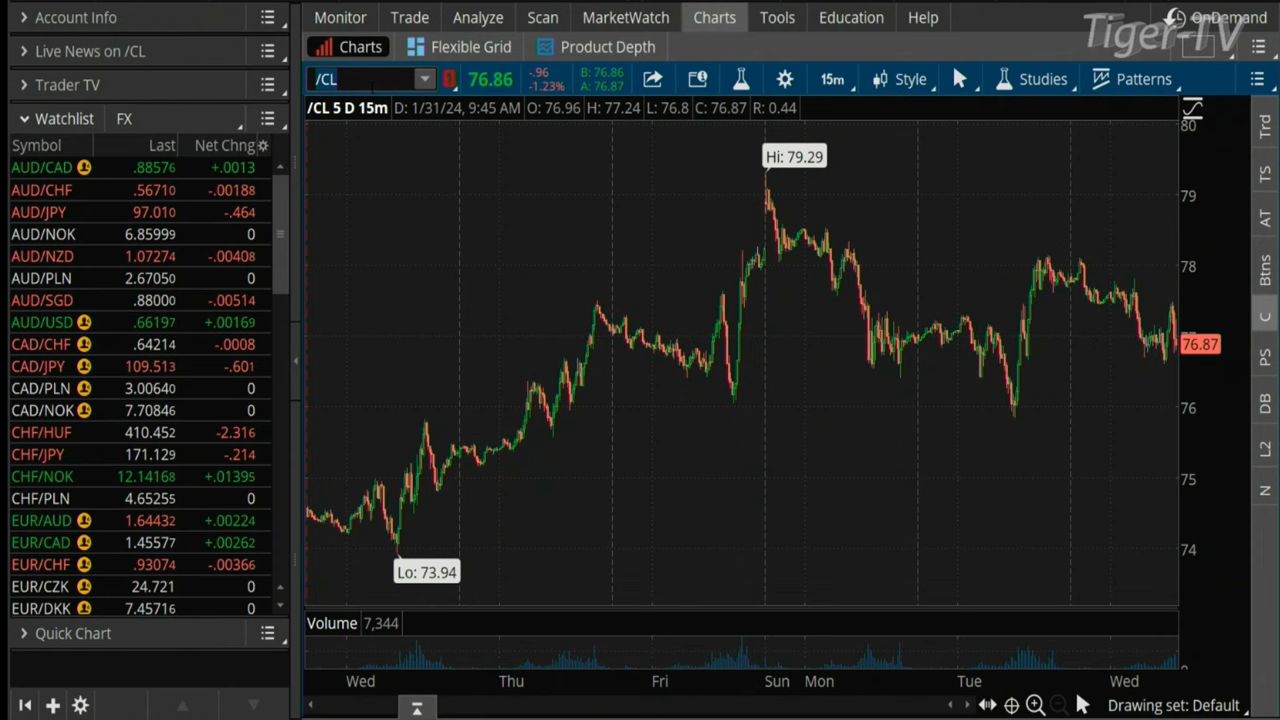 Account Info
Monitor Trade Analyze Scan MarketWatch Charts Tools Education Help OnDemand
Tiger-TV
Live News on /CL
Charts Flexible Grid Product Depth
Trader TV
/CL 76.86 -.96 -1.23% B: 76.86 A: 76.87 15m Style Studies Patterns
Watchlist FX
/CL 5 D 15m D: 1/31/24, 9:45 AM O: 76.96 H: 77.24 L: 76.8 C: 76.87 R: 0.44
Symbol Last Net Chng
AUD/CAD .88576 +.0013
AUD/CHF .56710 -.00188
AUD/JPY 97.010 -.464
AUD/NOK 6.85999 0
AUD/NZD 1.07274 -.00408
AUD/PLN 2.67050 0
AUD/SGD .88000 -.00514
AUD/USD .66197 +.00169
CAD/CHF .64214 -.0008
CAD/JPY 109.513 -.601
CAD/PLN 3.00640 0
CAD/NOK 7.70846 0
CHF/HUF 410.452 -2.316
CHF/JPY 171.129 -.214
CHF/NOK 12.14168 +.01395
CHF/PLN 4.65255 0
EUR/AUD 1.64432 +.00224
EUR/CAD 1.45577 +.00262
EUR/CHF .93074 -.00366
EUR/CZK 24.721 0
EUR/DKK 7.45716 0
Quick Chart
Hi: 79.29
Lo: 73.94
80
79
78
76.87
76
75
74
Volume 7,344
Wed Thu Fri Sun Mon Tue Wed
Drawing set: Default
Trd
TS
AT
Btns
C
PS
DB
L2
N